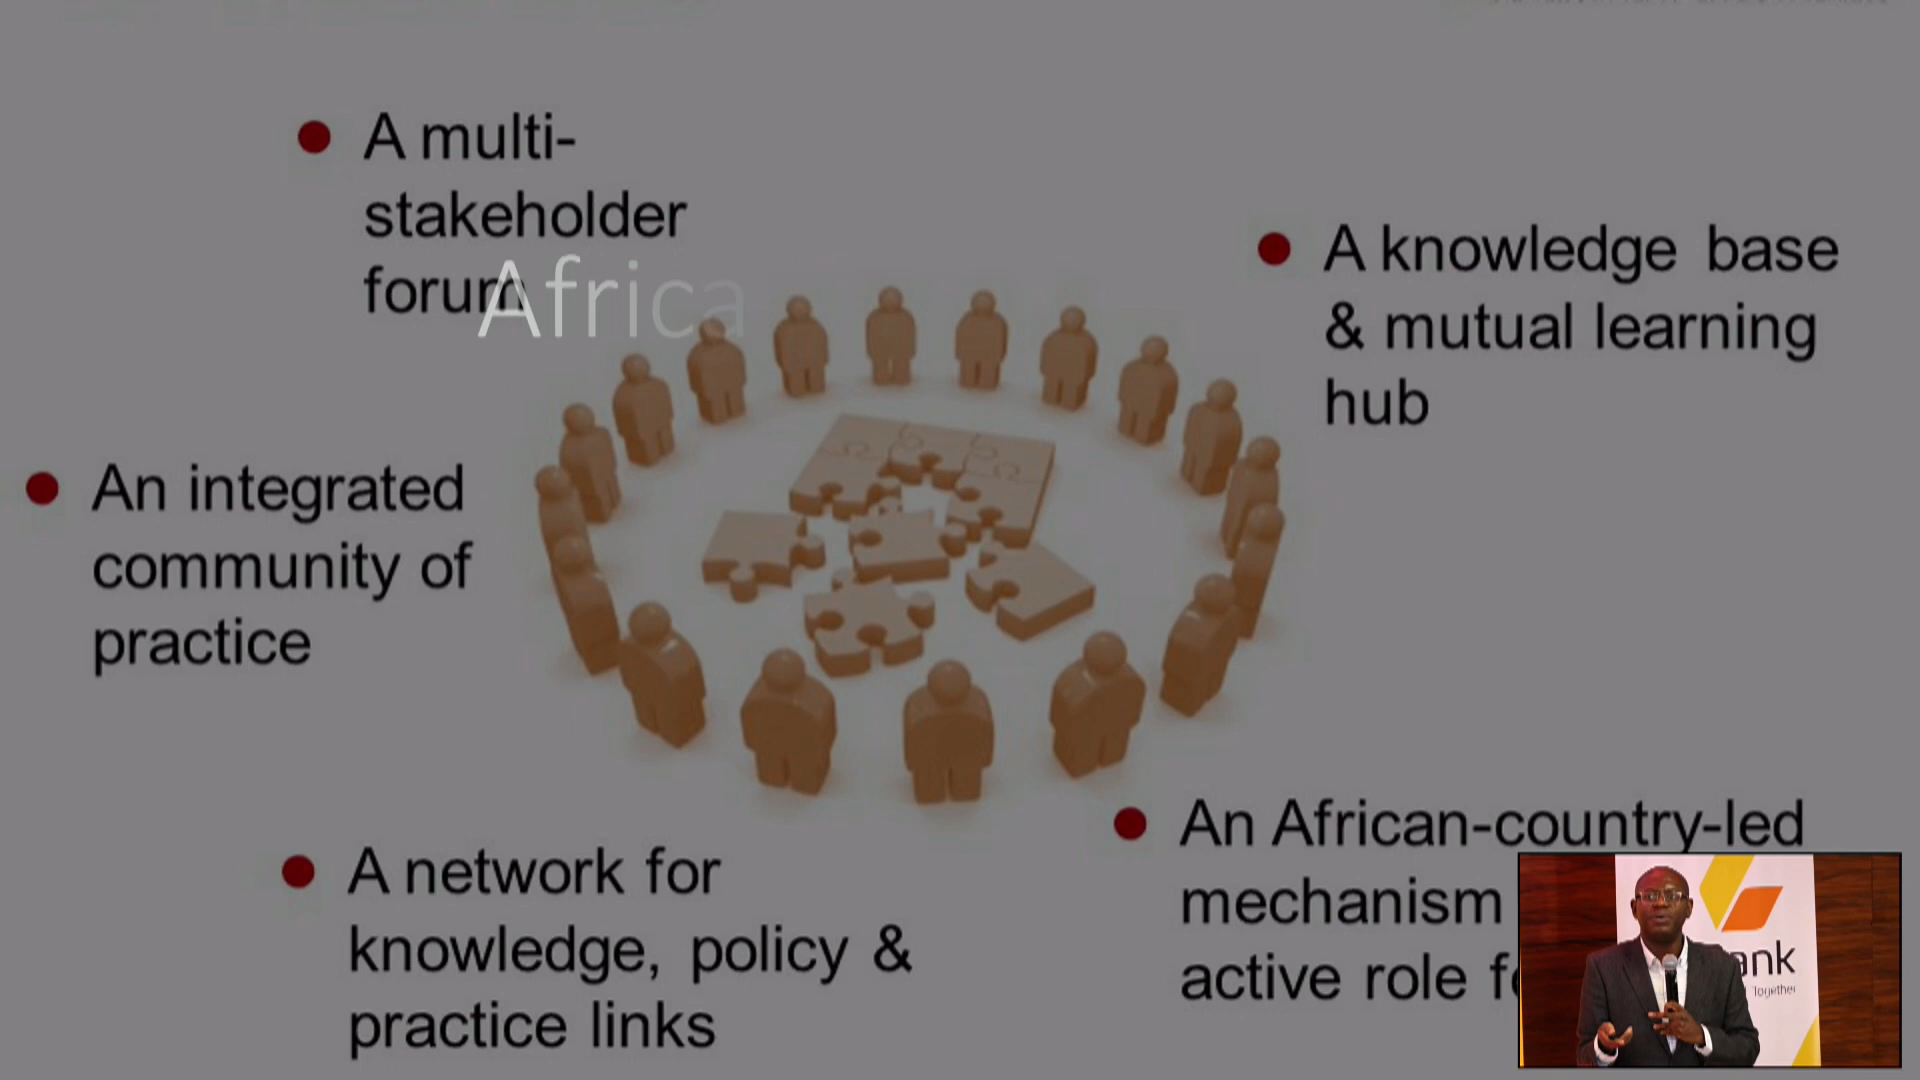 A multi-
stakeholder
forum
Africa
A knowledge base
& mutual learning
hub
An integrated
community of
practice
A network for
knowledge, policy &
practice links
An African-country-led
mechanism
active role
ank
Together